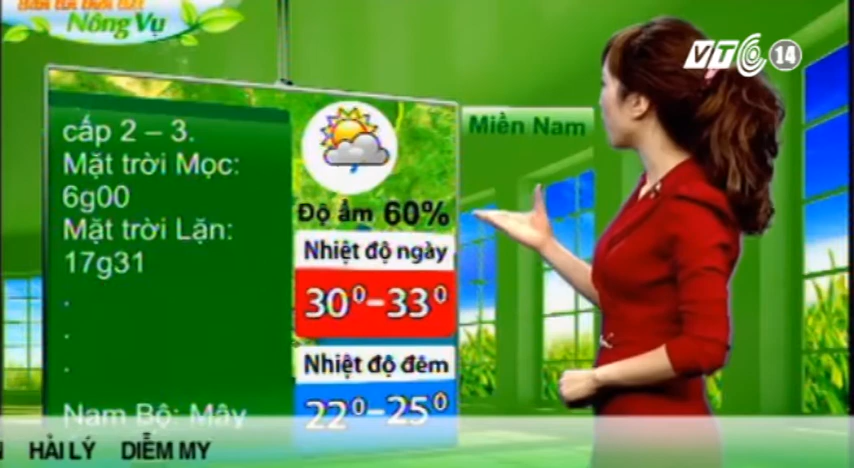 Nông Vụ
VTC 14
cấp 2 – 3.
Mặt trời Mọc:
6g00
Mặt trời Lặn:
17g31
.
.
.
Nam Bộ: Mây
Miền Nam
Độ ẩm 60%
Nhiệt độ ngày
30⁰-33⁰
Nhiệt độ đêm
22⁰-25⁰
HẢI LÝ DIỄM MY